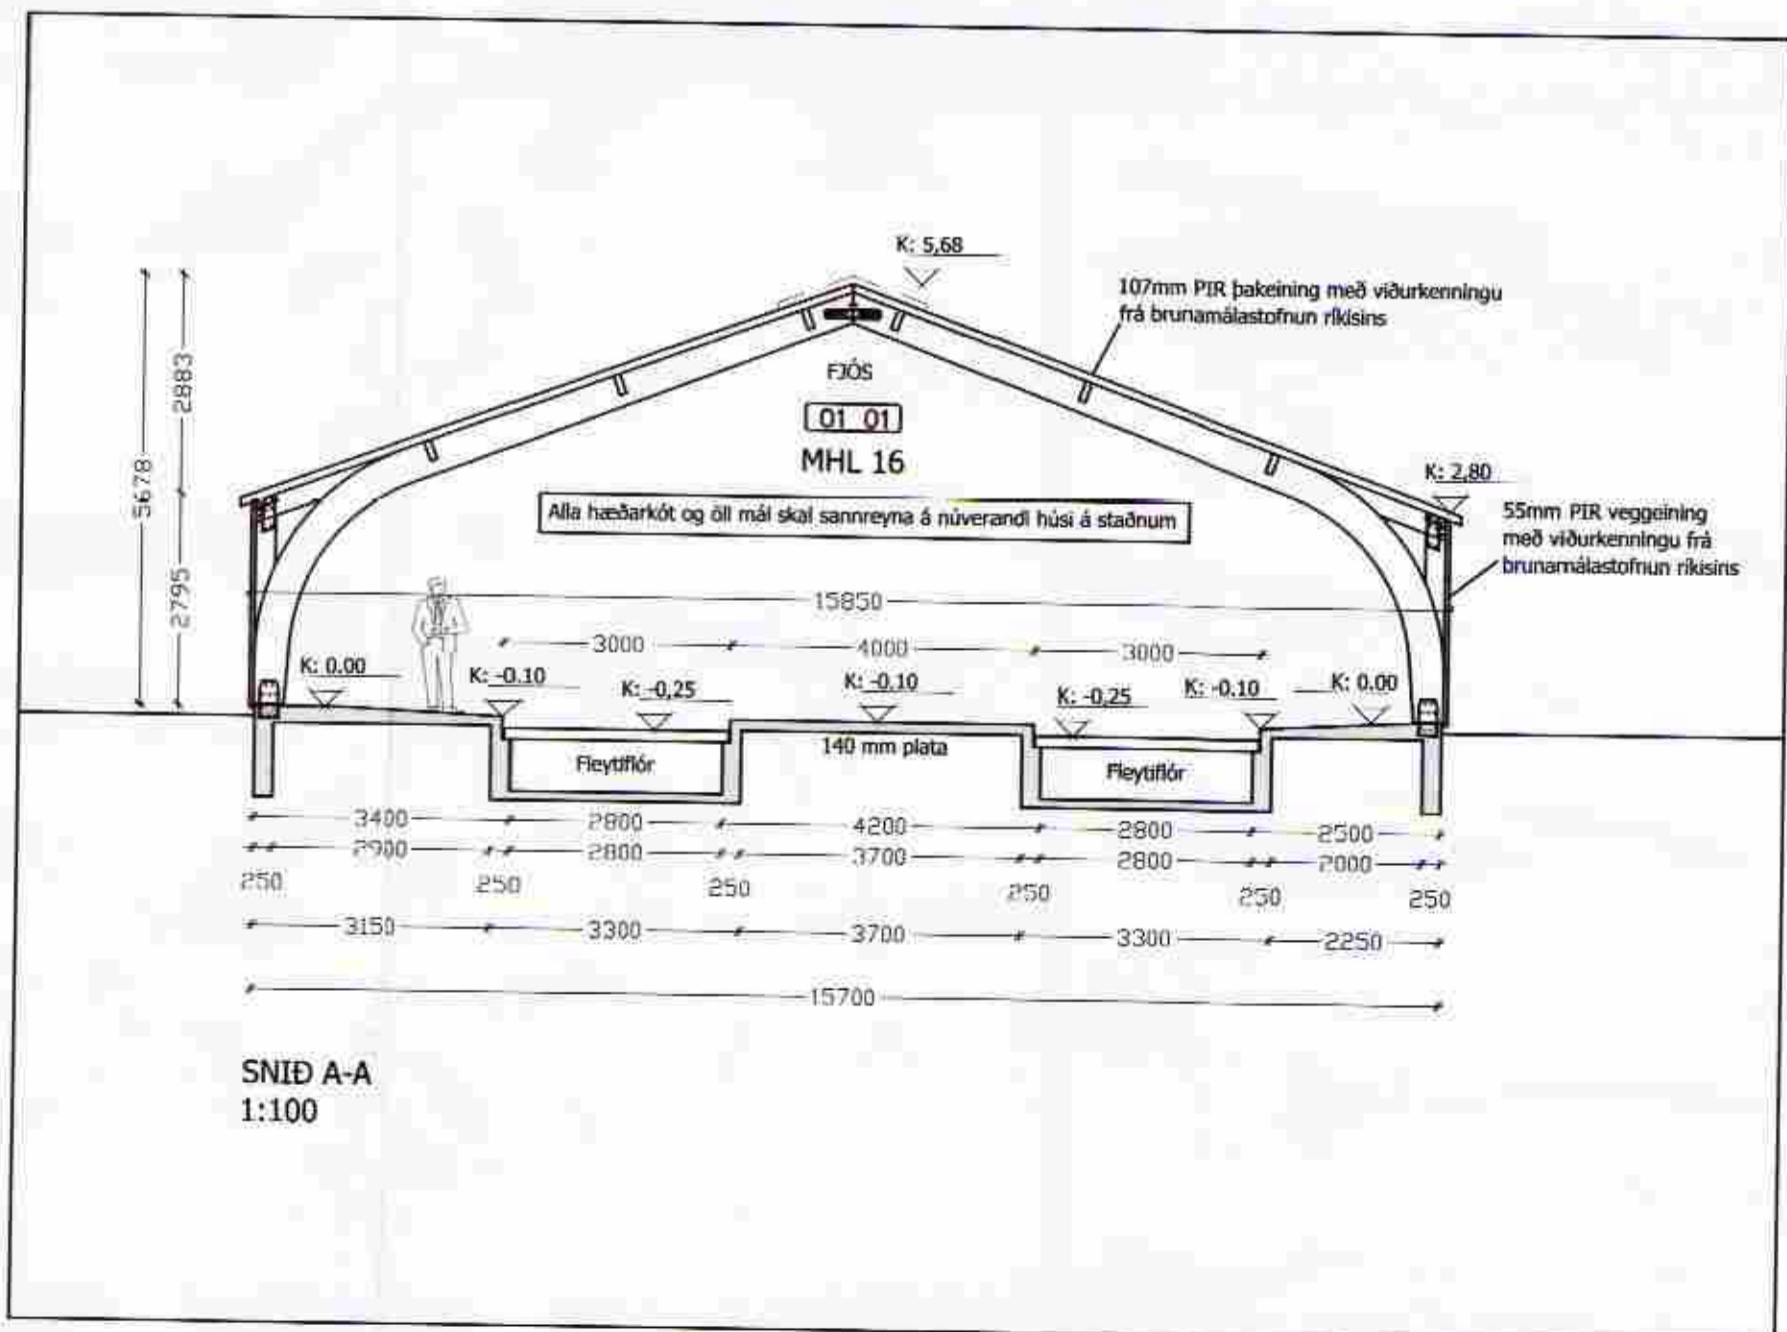 K: 5,68
107mm PIR þakeining með viðurkenningu
frá brunamálastofnun ríkisins
FJÓS
01 01
MHL 16
K: 2,80
Alla hæðarkót og öll mál skal sannreyna á núverandi húsi á staðnum
55mm PIR veggeining
með viðurkenningu frá
brunamálastofnun ríkisins
5678
2883
2795
15850
3000 4000 3000
K: 0.00 K: -0.10 K: -0,25 K: -0.10 K: -0,25 K: -0.10 K: 0.00
140 mm plata
Fleytiflór Fleytiflór
3400 2800 4200 2800 2500
2900 2800 3700 2800 2000
250 250 250 250 250 250
3150 3300 3700 3300 2250
15700
SNIÐ A-A
1:100